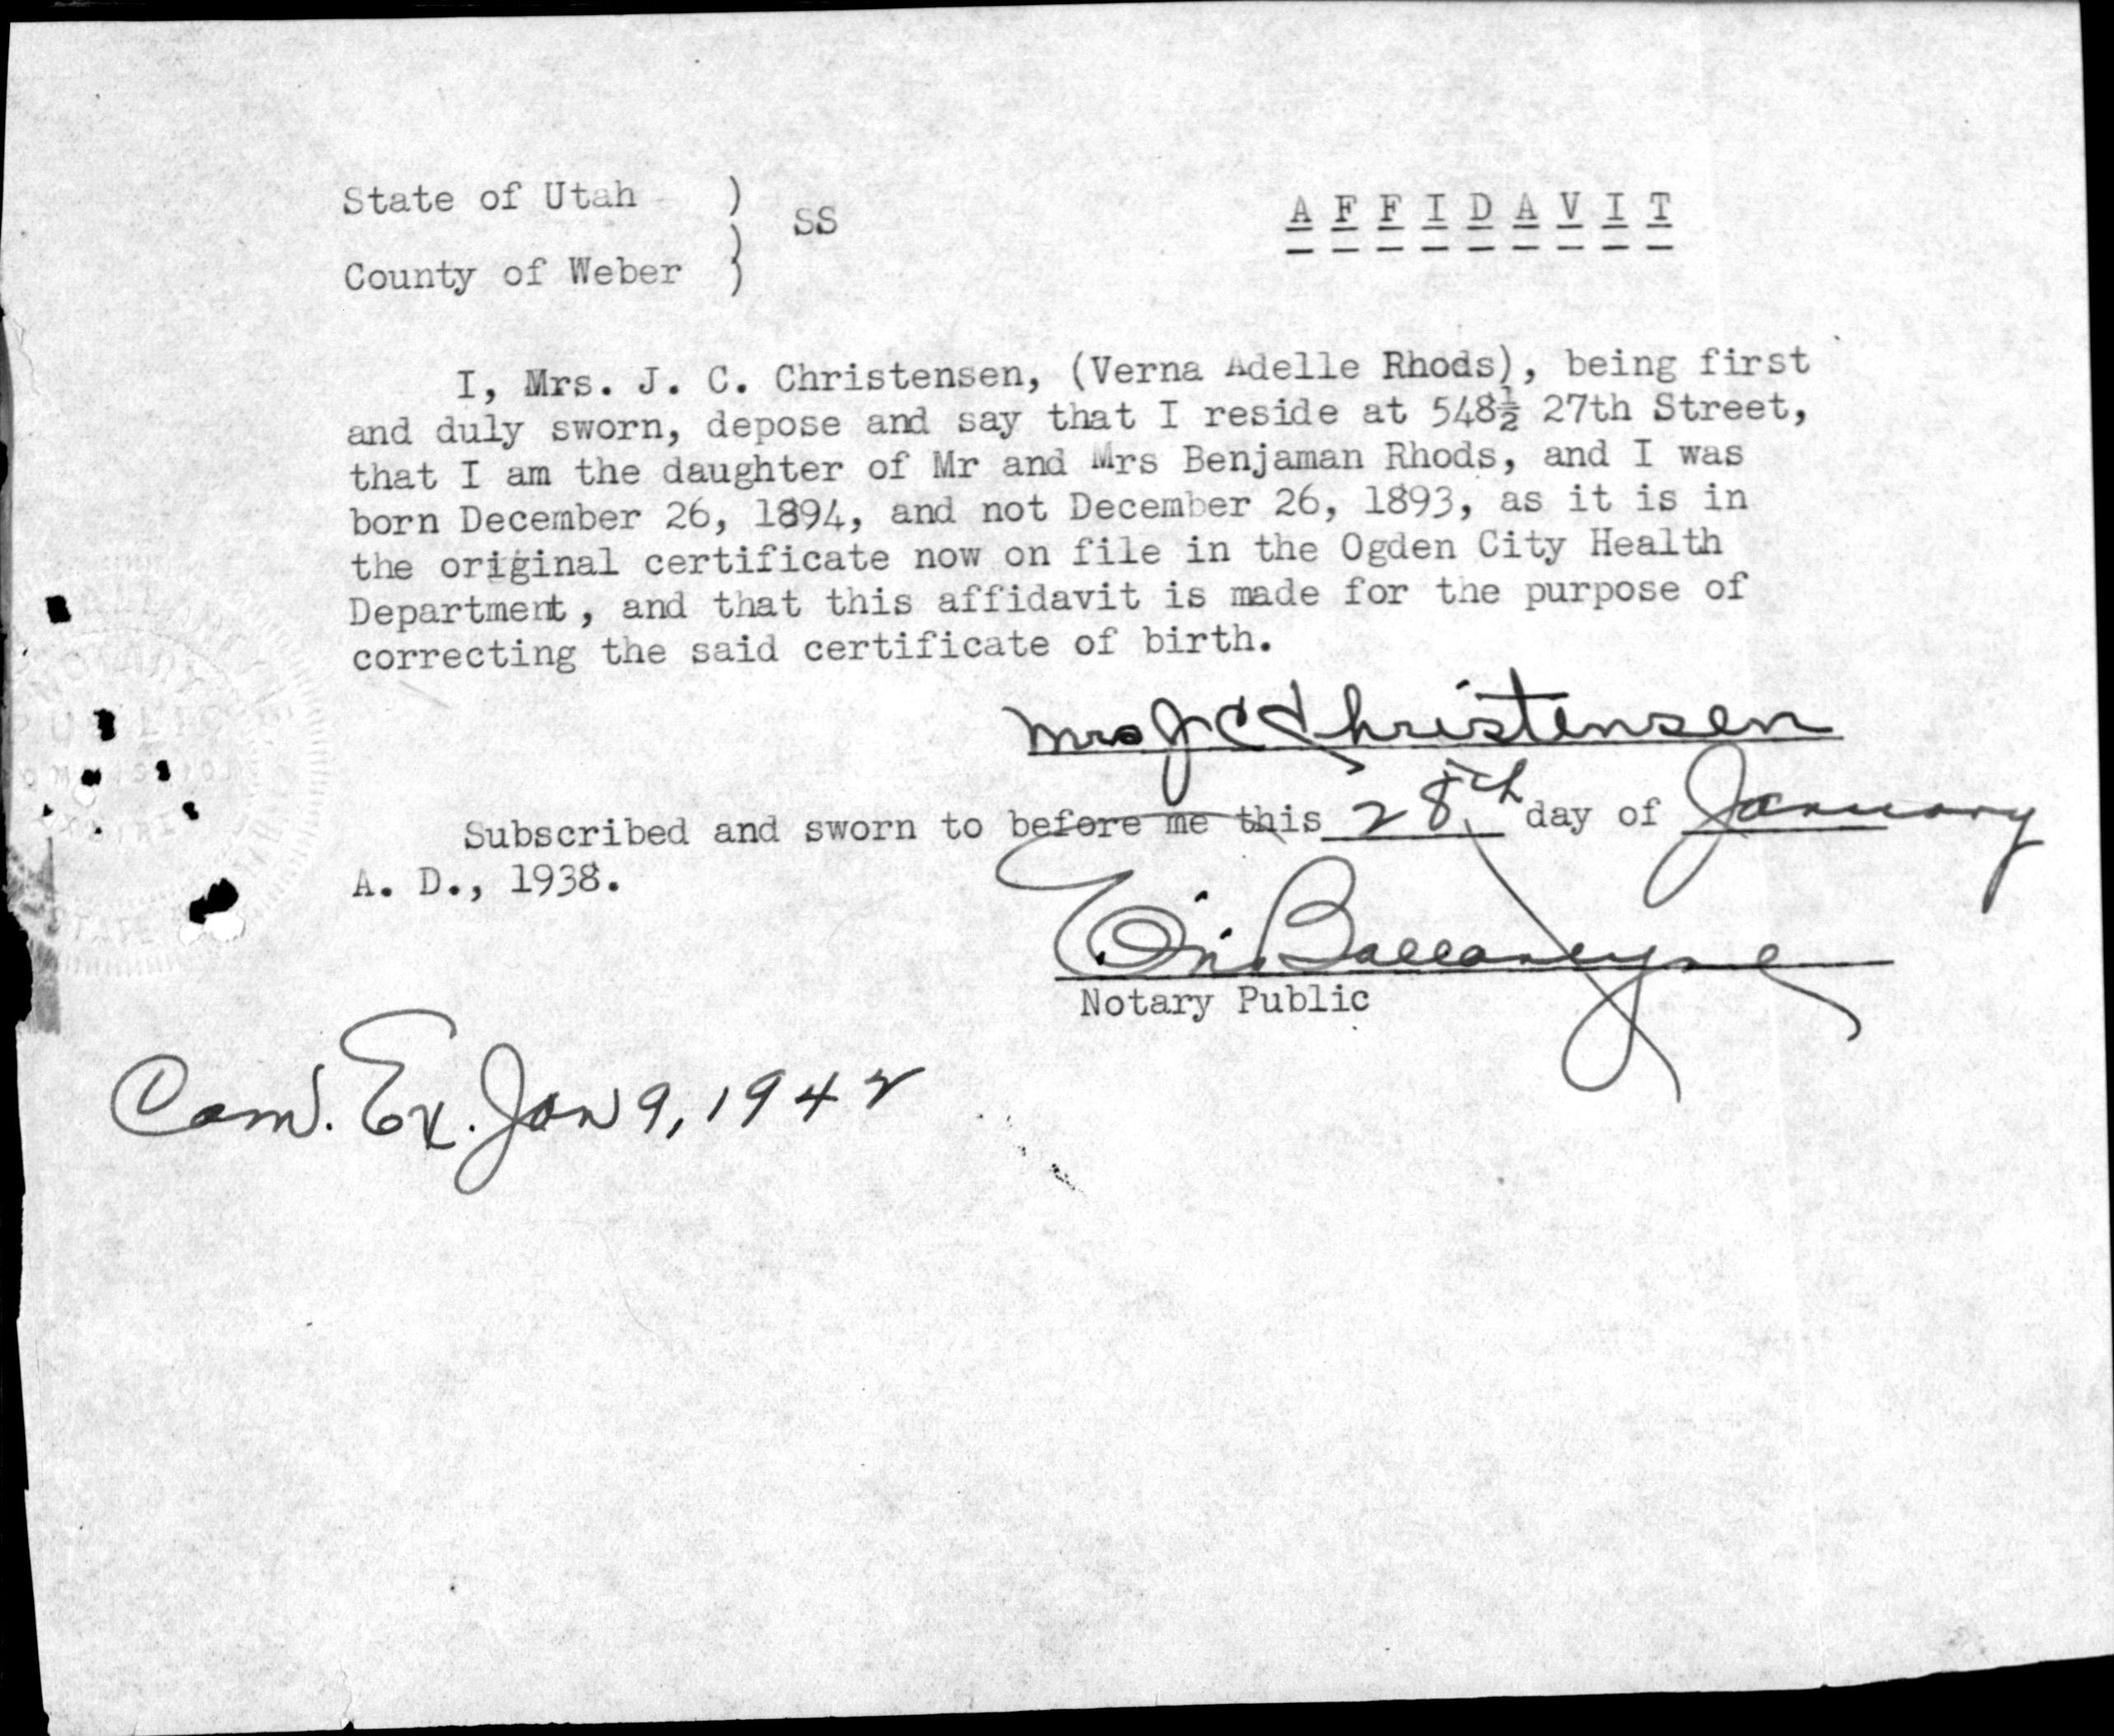 State of Utah ) SS
)
County of Weber )
AFFIDAVIT
I, Mrs. J. C. Christensen, (Verna Adelle Rhods), being first
and duly sworn, depose and say that I reside at 548½ 27th Street,
that I am the daughter of Mr and Mrs Benjaman Rhods, and I was
born December 26, 1894, and not December 26, 1893, as it is in
the original certificate now on file in the Ogden City Health
Department, and that this affidavit is made for the purpose of
correcting the said certificate of birth.
Mrs J C Christensen
Subscribed and sworn to before me this 28th day of January
A. D., 1938.
Ballantyne
Notary Public
Com. Ex. Jan 9, 1942
NOTARY
PUBLIC
STATE